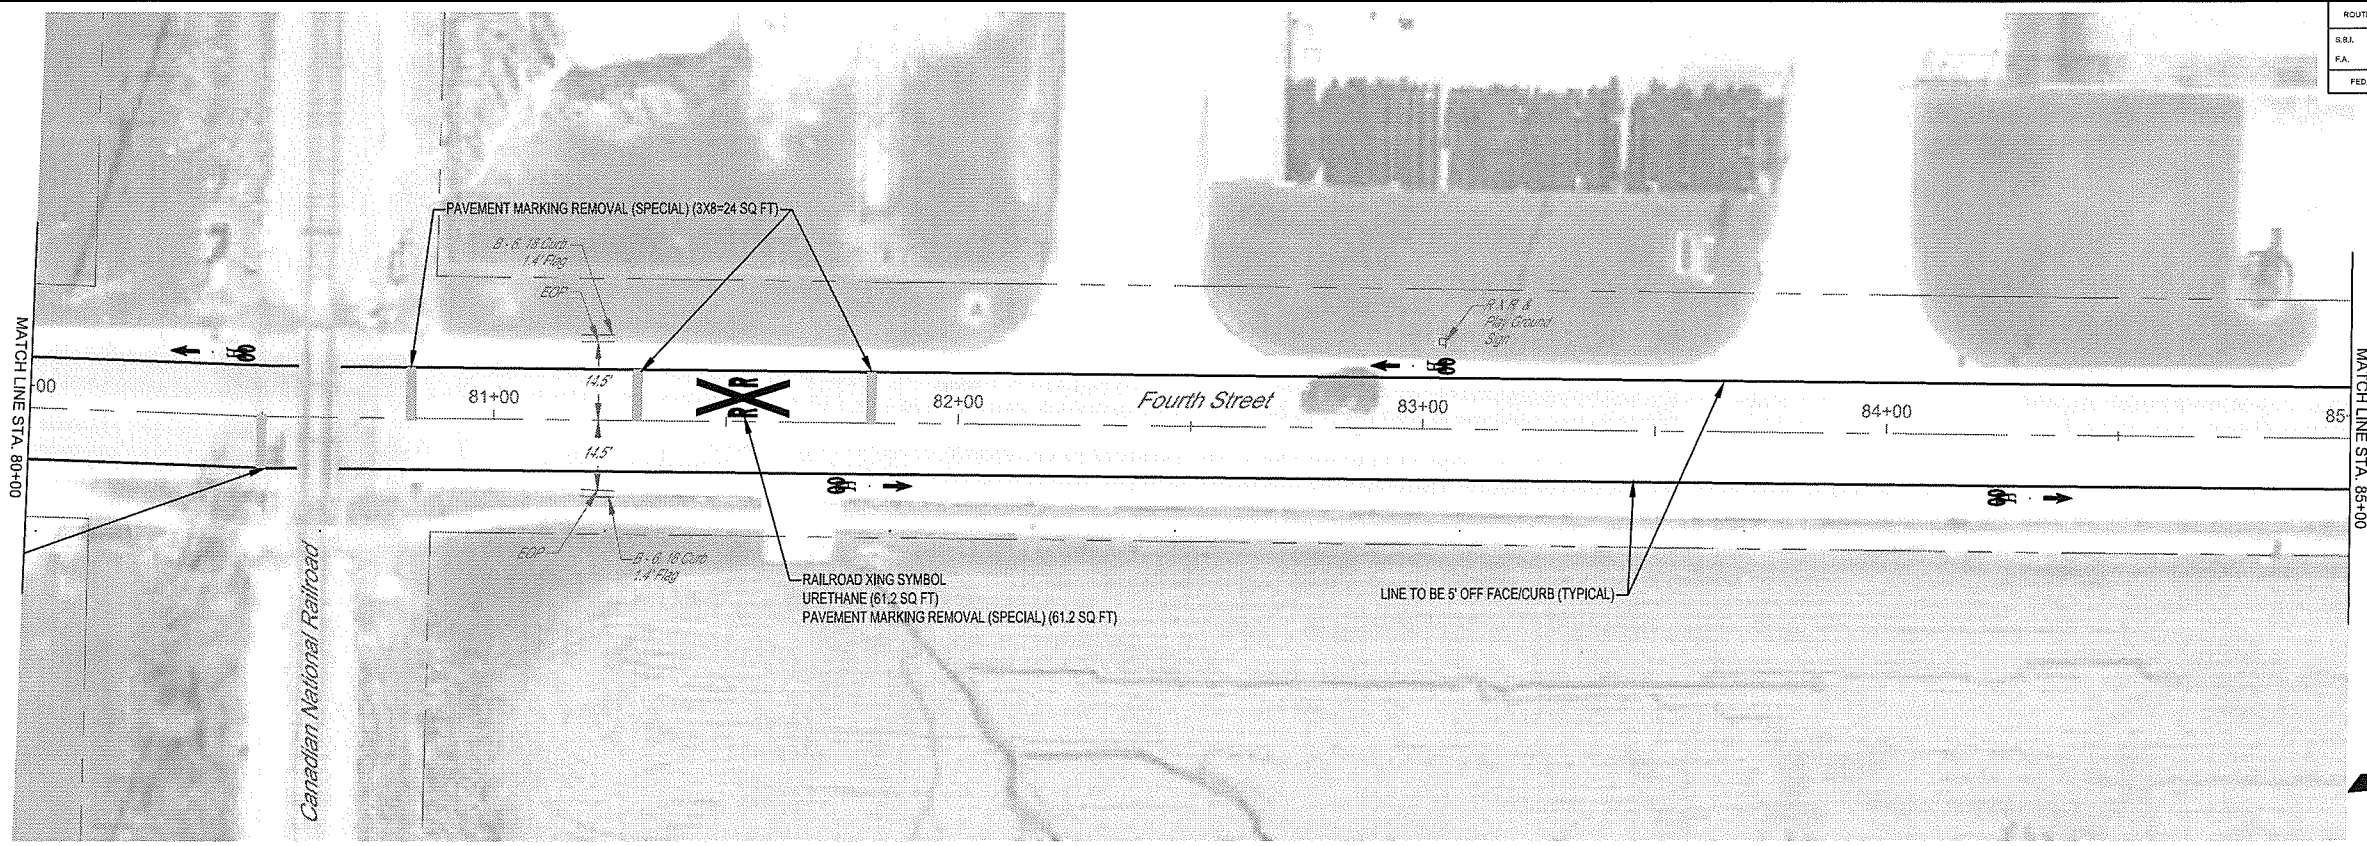 ROUT
S.B.I.
F.A.
FED.
PAVEMENT MARKING REMOVAL (SPECIAL) (3X8=24 SQ FT)
B - 6.18 Curb
1.4' Flag
EOP
R X R &
Play Ground
Sign
MATCH LINE STA. 80+00
MATCH LINE STA. 85+00
00
14.5'
81+00
R R
82+00
Fourth Street
83+00
84+00
85
14.5'
EOP
B - 6.18 Curb
1.4' Flag
RAILROAD XING SYMBOL
URETHANE (61.2 SQ FT)
PAVEMENT MARKING REMOVAL (SPECIAL) (61.2 SQ FT)
LINE TO BE 5' OFF FACE/CURB (TYPICAL)
Canadian National Railroad